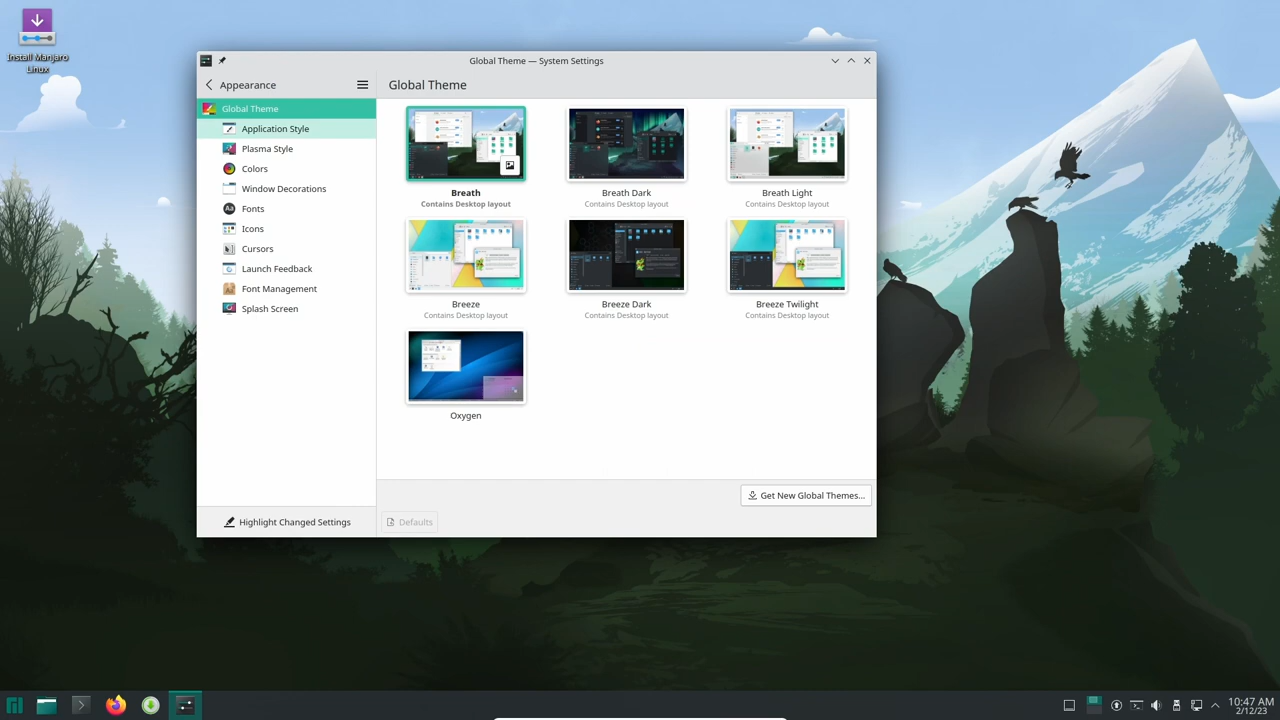 Install Manjaro
Linux
Global Theme — System Settings
Appearance
Global Theme
Global Theme
Application Style
Plasma Style
Colors
Window Decorations
Fonts
Icons
Cursors
Launch Feedback
Font Management
Splash Screen
Highlight Changed Settings
Breath
Contains Desktop layout
Breath Dark
Contains Desktop layout
Breath Light
Contains Desktop layout
Breeze
Contains Desktop layout
Breeze Dark
Contains Desktop layout
Breeze Twilight
Contains Desktop layout
Oxygen
Get New Global Themes...
Defaults
10:47 AM
2/12/23